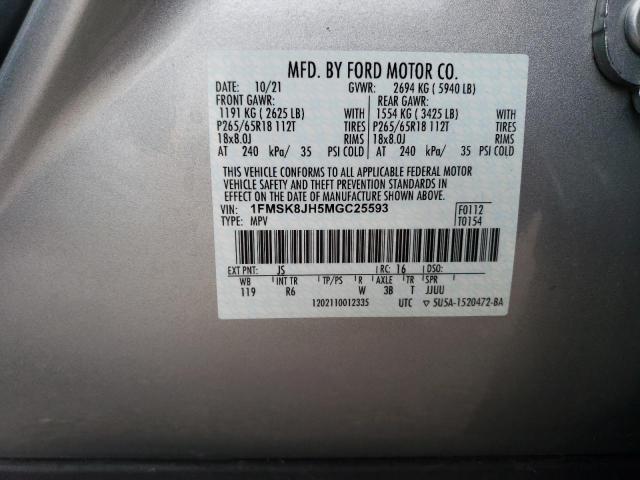 MFD. BY FORD MOTOR CO.
DATE: 10/21 GVWR: 2694 KG ( 5940 LB)
FRONT GAWR: REAR GAWR:
1191 KG ( 2625 LB) WITH 1554 KG ( 3425 LB) WITH
P265/65R18 112T TIRES P265/65R18 112T TIRES
18x8.0J RIMS 18x8.0J RIMS
AT 240 kPa/ 35 PSI COLD AT 240 kPa/ 35 PSI COLD
THIS VEHICLE CONFORMS TO ALL APPLICABLE FEDERAL MOTOR
VEHICLE SAFETY AND THEFT PREVENTION STANDARDS IN
EFFECT ON THE DATE OF MANUFACTURE SHOWN ABOVE.
VIN: 1FMSK8JH5MGC25593 F0112
TYPE: MPV T0154
EXT PNT: JS RC: 16 DSO:
WB INT TR TP/PS R AXLE TR SPR
119 R6 W 3B T JJUU
1202110012335 UTC ▽ 5U5A-1520472-BA